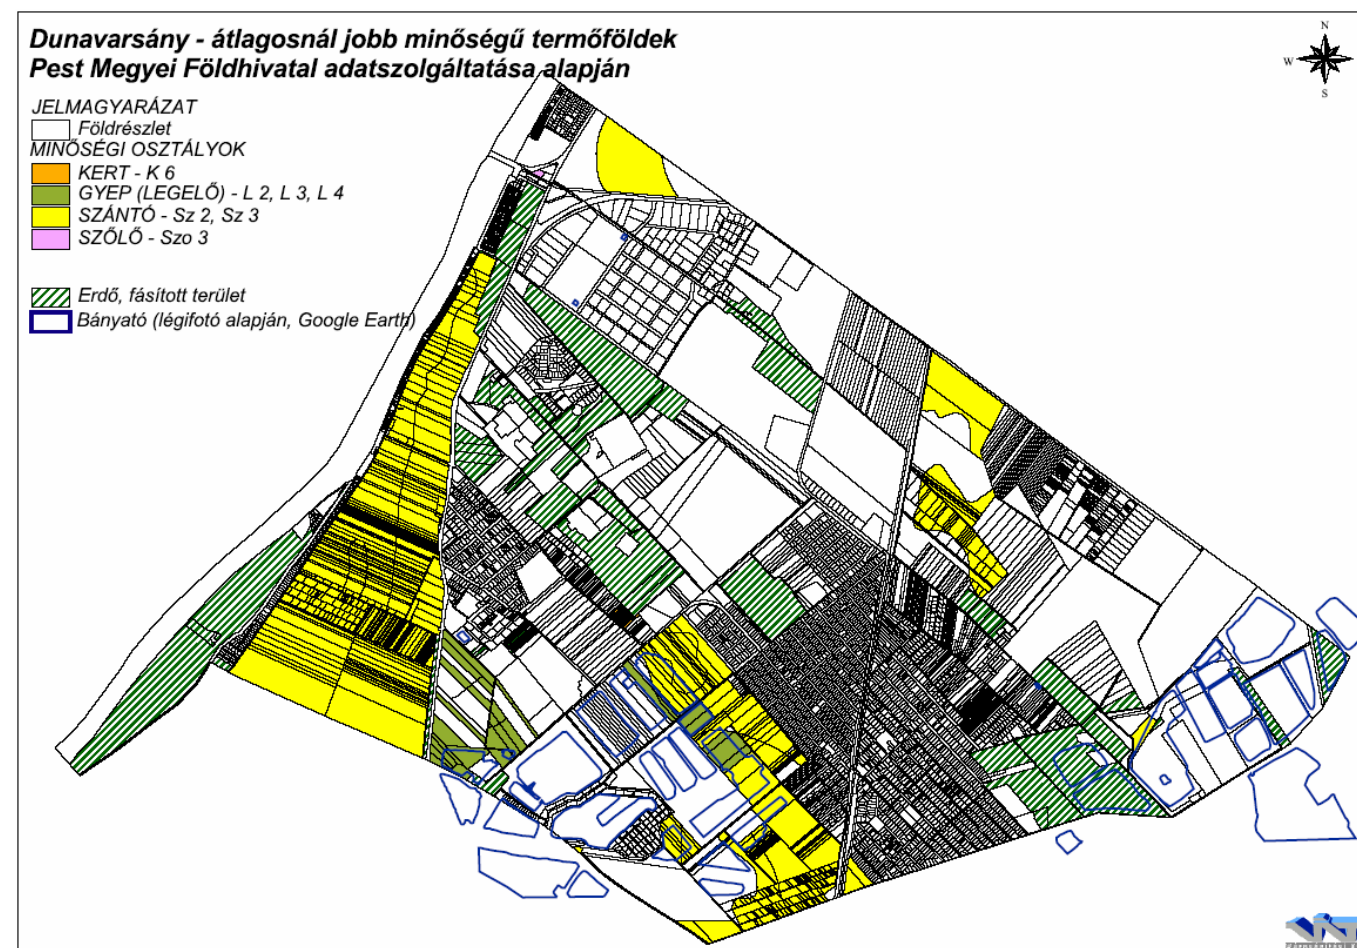 Dunavarsány - átlagosnál jobb minőségű termőföldek
Pest Megyei Földhivatal adatszolgáltatása alapján
N
W
S
JELMAGYARÁZAT
Földrészlet
MINŐSÉGI OSZTÁLYOK
KERT - K 6
GYEP (LEGELŐ) - L 2, L 3, L 4
SZÁNTÓ - Sz 2, Sz 3
SZŐLŐ - Szo 3
Erdő, fásított terület
Bányató (légifotó alapján, Google Earth)